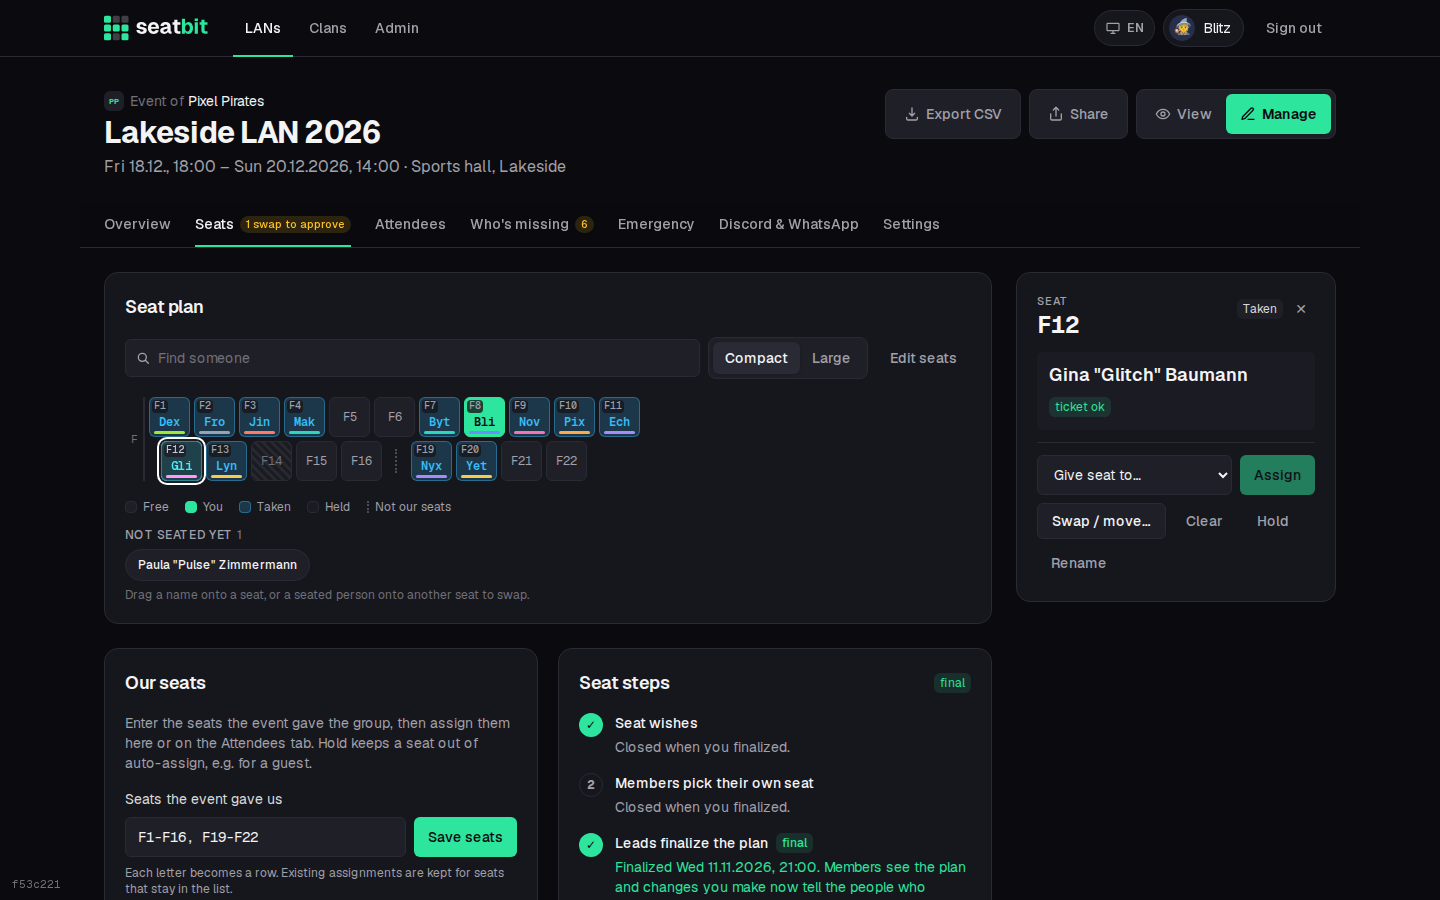 seatbit
LANs
Clans
Admin
EN
Blitz
Sign out
PP
Event of Pixel Pirates
Lakeside LAN 2026
Fri 18.12., 18:00 – Sun 20.12.2026, 14:00 · Sports hall, Lakeside
Export CSV
Share
View
Manage
Overview
Seats 1 swap to approve
Attendees
Who's missing 6
Emergency
Discord & WhatsApp
Settings
Seat plan
Find someone
Compact
Large
Edit seats
F
F1 Dex
F2 Fro
F3 Jin
F4 Mak
F5
F6
F7 Byt
F8 Bli
F9 Nov
F10 Pix
F11 Ech
F12 Gli
F13 Lyn
F14
F15
F16
F19 Nyx
F20 Yet
F21
F22
Free
You
Taken
Held
Not our seats
NOT SEATED YET 1
Paula "Pulse" Zimmermann
Drag a name onto a seat, or a seated person onto another seat to swap.
SEAT
F12
Taken
×
Gina "Glitch" Baumann
ticket ok
Give seat to…
Assign
Swap / move…
Clear
Hold
Rename
Our seats
Enter the seats the event gave the group, then assign them
here or on the Attendees tab. Hold keeps a seat out of
auto-assign, e.g. for a guest.
Seats the event gave us
F1-F16, F19-F22
Save seats
Each letter becomes a row. Existing assignments are kept for seats
that stay in the list.
Seat steps
final
✓
Seat wishes
Closed when you finalized.
2
Members pick their own seat
Closed when you finalized.
✓
Leads finalize the plan final
Finalized Wed 11.11.2026, 21:00. Members see the plan
and changes you make now tell the people who
f53c221